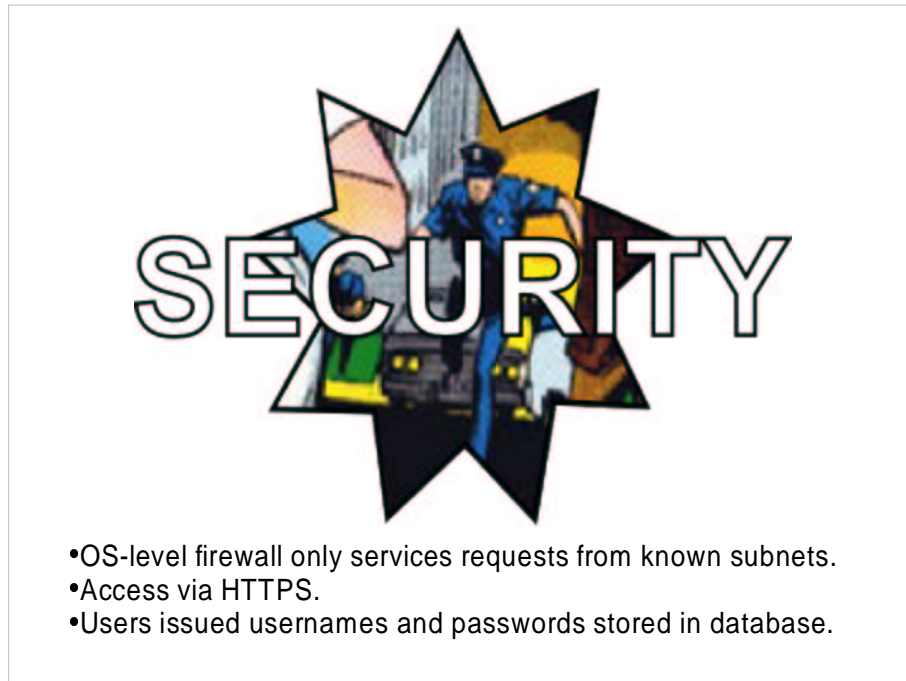 SECURITY
•OS-level firewall only services requests from known subnets.
•Access via HTTPS.
•Users issued usernames and passwords stored in database.